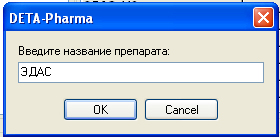 DETA-Pharma
Введите название препарата:
ЭДАС
OK
Cancel